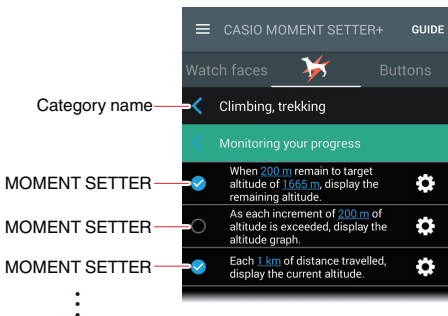 CASIO MOMENT SETTER+ GUIDE
Watch faces Buttons
Category name
Climbing, trekking
Monitoring your progress
MOMENT SETTER
When 200 m remain to target
altitude of 1665 m, display the
remaining altitude.
MOMENT SETTER
As each increment of 200 m of
altitude is exceeded, display the
altitude graph.
MOMENT SETTER
Each 1 km of distance travelled,
display the current altitude.